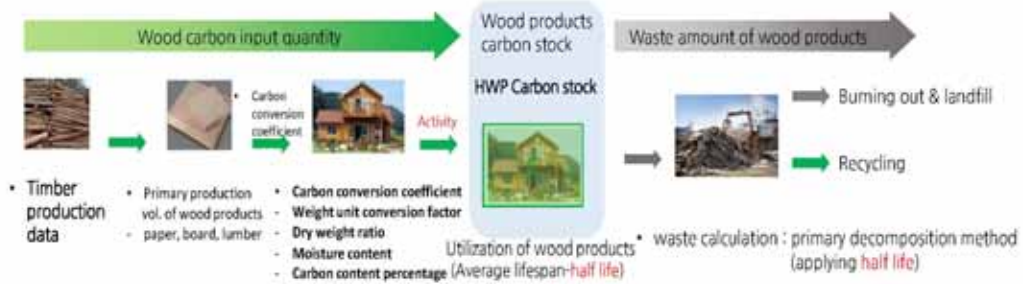 Wood carbon input quantity
Wood products
carbon stock
Waste amount of wood products
HWP Carbon stock
• Carbon
conversion
coefficient
Activity
Burning out & landfill
Recycling
• Timber
production
data
• Primary production
vol. of wood products
- paper, board, lumber
• Carbon conversion coefficient
- Weight unit conversion factor
- Dry weight ratio
- Moisture content
- Carbon content percentage
Utilization of wood products
(Average lifespan-half life)
• waste calculation : primary decomposition method
(applying half life)